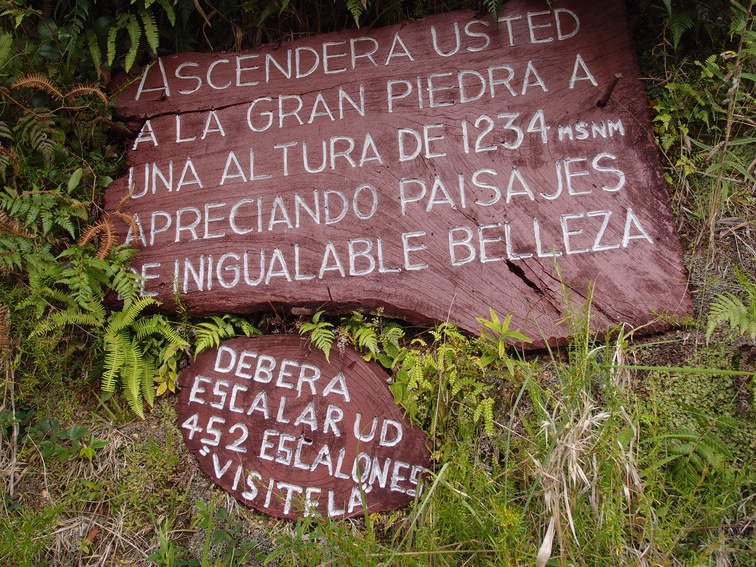 ASCENDERA USTED
A LA GRAN PIEDRA A
UNA ALTURA DE 1234 MSNM
APRECIANDO PAISAJES
DE INIGUALABLE BELLEZA
DEBERA
ESCALAR UD
452 ESCALONES
¡VISITELA!